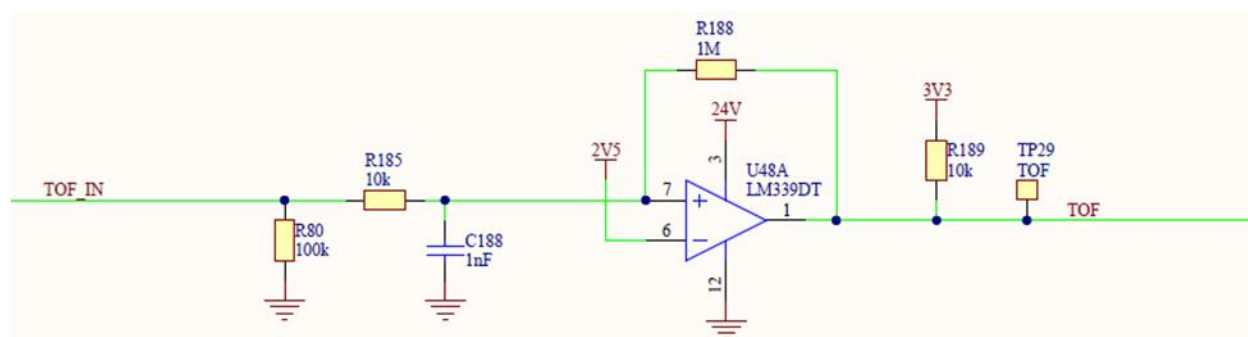 R188
1M
24V
3V3
2V5
3
R189
10k
TP29
TOF
R185
10k
U48A
LM339DT
TOF_IN
7
1
TOF
6
R80
100k
C188
1nF
12